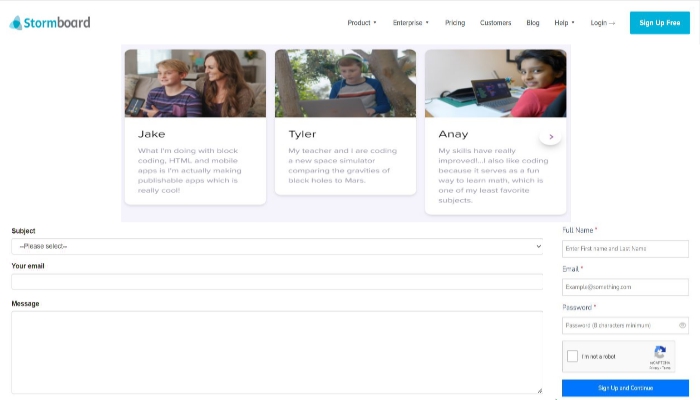 Stormboard
Product Enterprise Pricing Customers Blog Help Login → Sign Up Free
Jake
What I'm doing with block
coding, HTML and mobile
apps is I'm actually making
publishable apps which is
really cool!
Tyler
My teacher and I are coding
a new space simulator
comparing the gravities of
black holes to Mars.
Anay
My skills have really
improved!...I also like coding
because it serves as a fun
way to learn math, which is
one of my least favorite
subjects.
Subject
--Please select--
Your email
Message
Full Name *
Enter First name and Last Name
Email *
Example@something.com
Password *
Password (8 characters minimum)
I'm not a robot
reCAPTCHA
Privacy - Terms
Sign Up and Continue